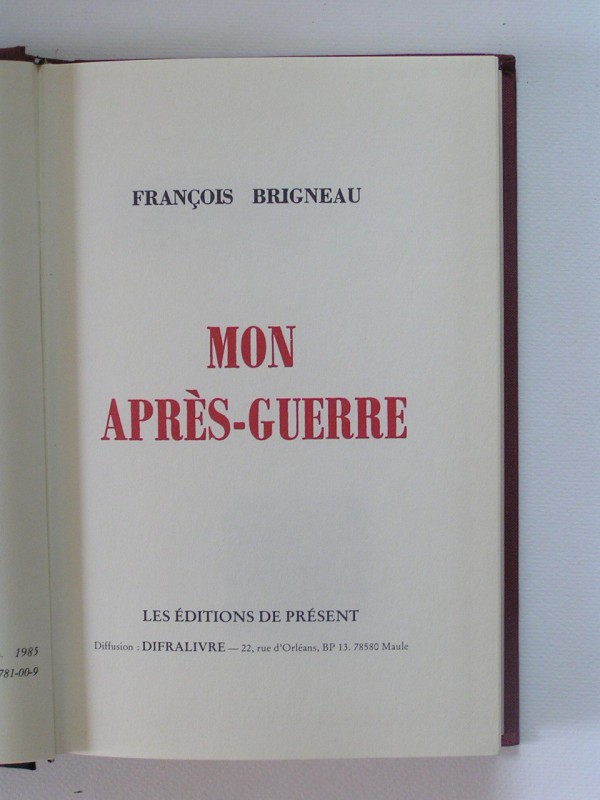 FRANÇOIS BRIGNEAU
MON
APRÈS-GUERRE
LES ÉDITIONS DE PRÉSENT
Diffusion : DIFRALIVRE — 22, rue d'Orléans, BP 13. 78580 Maule
. 1985
781-00-9